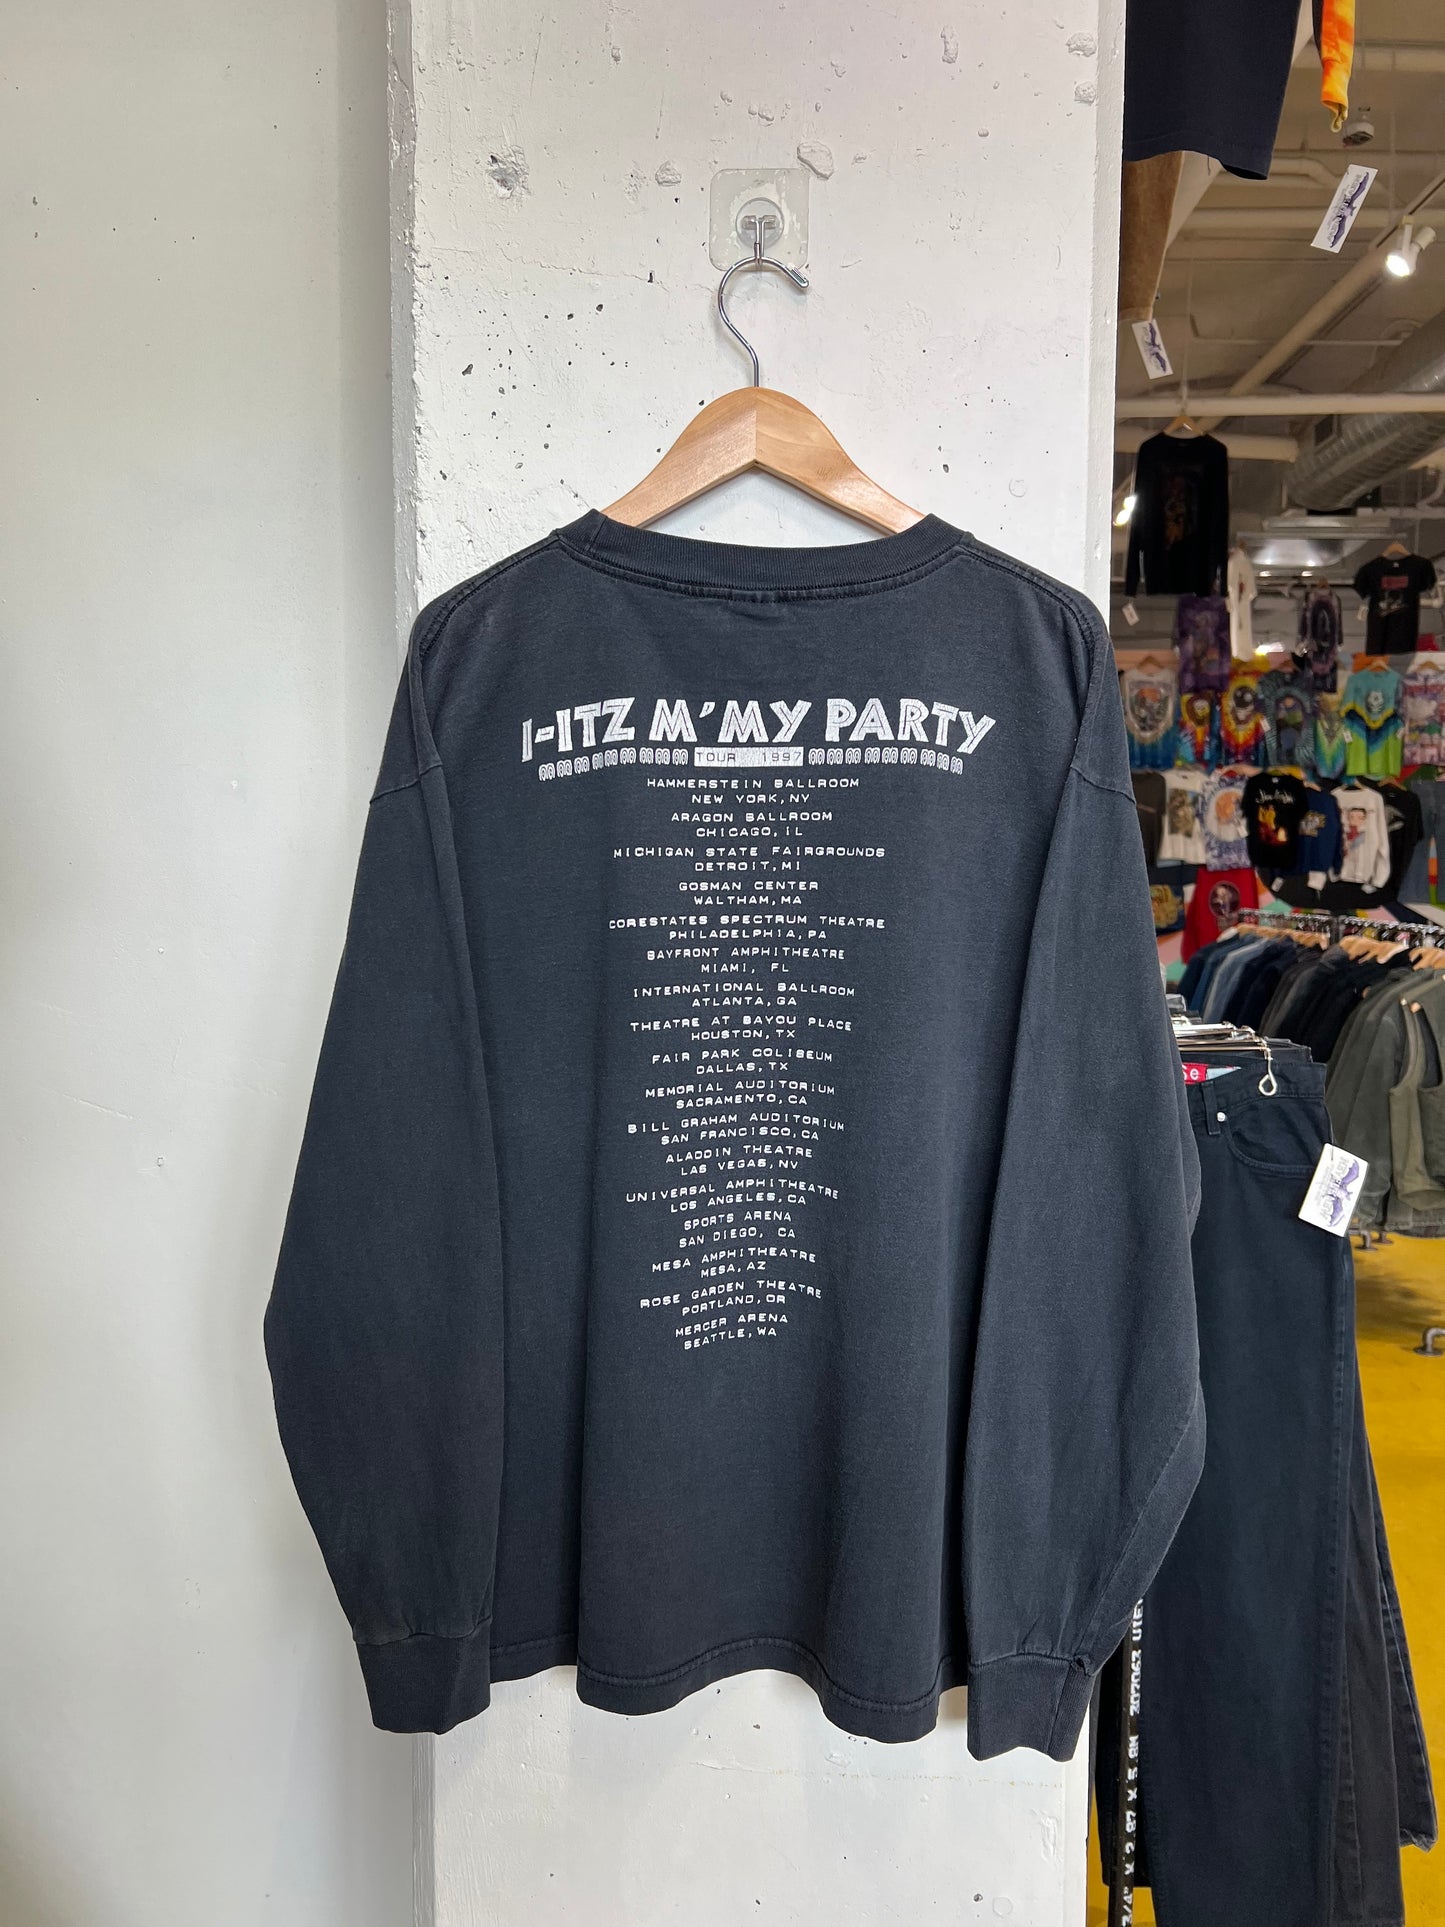 I-ITZ M'MY PARTY
TOUR 1997
HAMMERSTEIN BALLROOM
NEW YORK, NY
ARAGON BALLROOM
CHICAGO, IL
MICHIGAN STATE FAIRGROUNDS
DETROIT, MI
GOSMAN CENTER
WALTHAM, MA
CORESTATES SPECTRUM THEATRE
PHILADELPHIA, PA
BAYFRONT AMPHITHEATRE
MIAMI, FL
INTERNATIONAL BALLROOM
ATLANTA, GA
THEATRE AT BAYOU PLACE
HOUSTON, TX
FAIR PARK COLISEUM
DALLAS, TX
MEMORIAL AUDITORIUM
SACRAMENTO, CA
BILL GRAHAM AUDITORIUM
SAN FRANCISCO, CA
ALADDIN THEATRE
LAS VEGAS, NV
UNIVERSAL AMPHITHEATRE
LOS ANGELES, CA
SPORTS ARENA
SAN DIEGO, CA
MESA AMPHITHEATRE
MESA, AZ
ROSE GARDEN THEATRE
PORTLAND, OR
MERCER ARENA
SEATTLE, WA